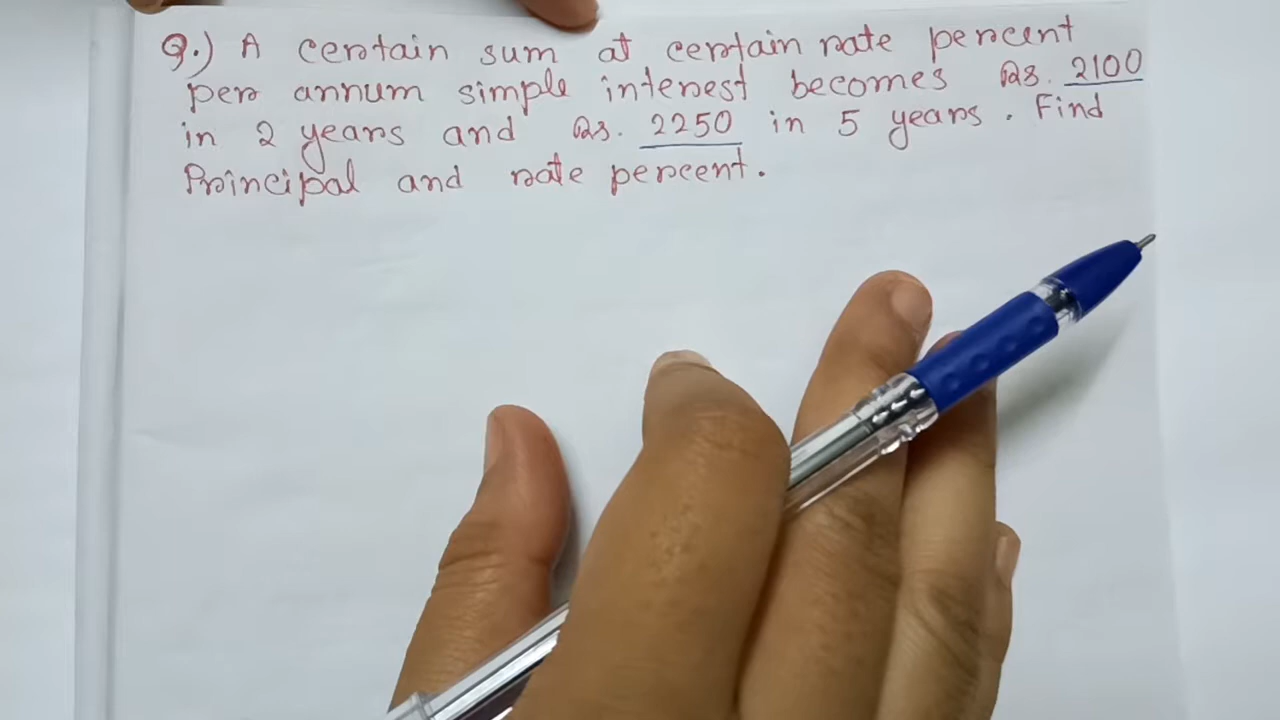 Q.) A certain sum at certain rate percent
per annum simple interest becomes Rs. 2100
in 2 years and Rs. 2250 in 5 years. Find
Principal and rate percent.